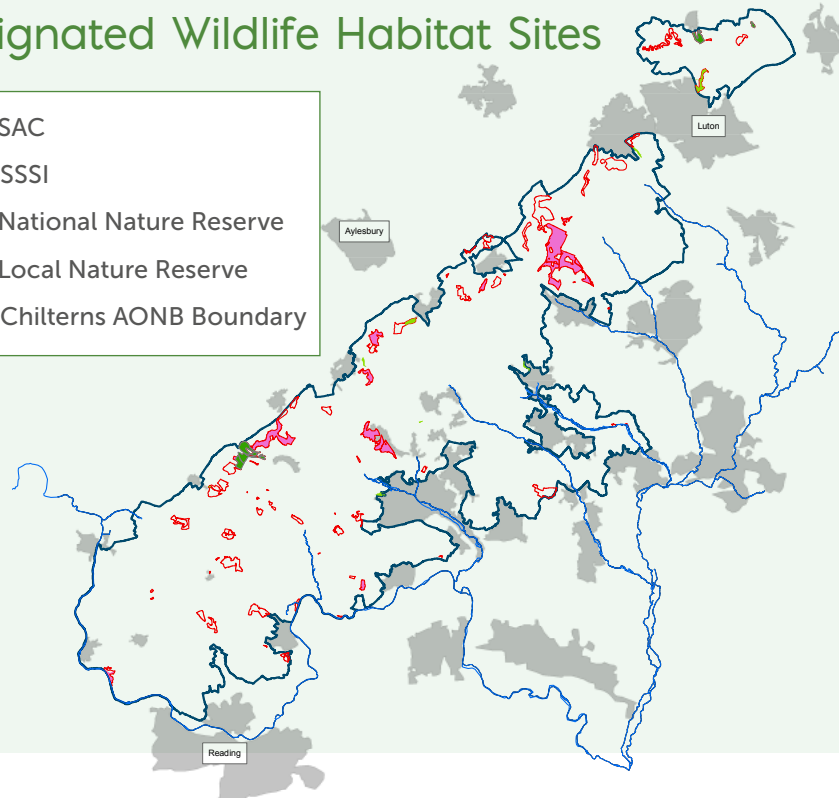 ignated Wildlife Habitat Sites
SAC
SSSI
National Nature Reserve
Local Nature Reserve
Chilterns AONB Boundary
Luton
Aylesbury
Reading